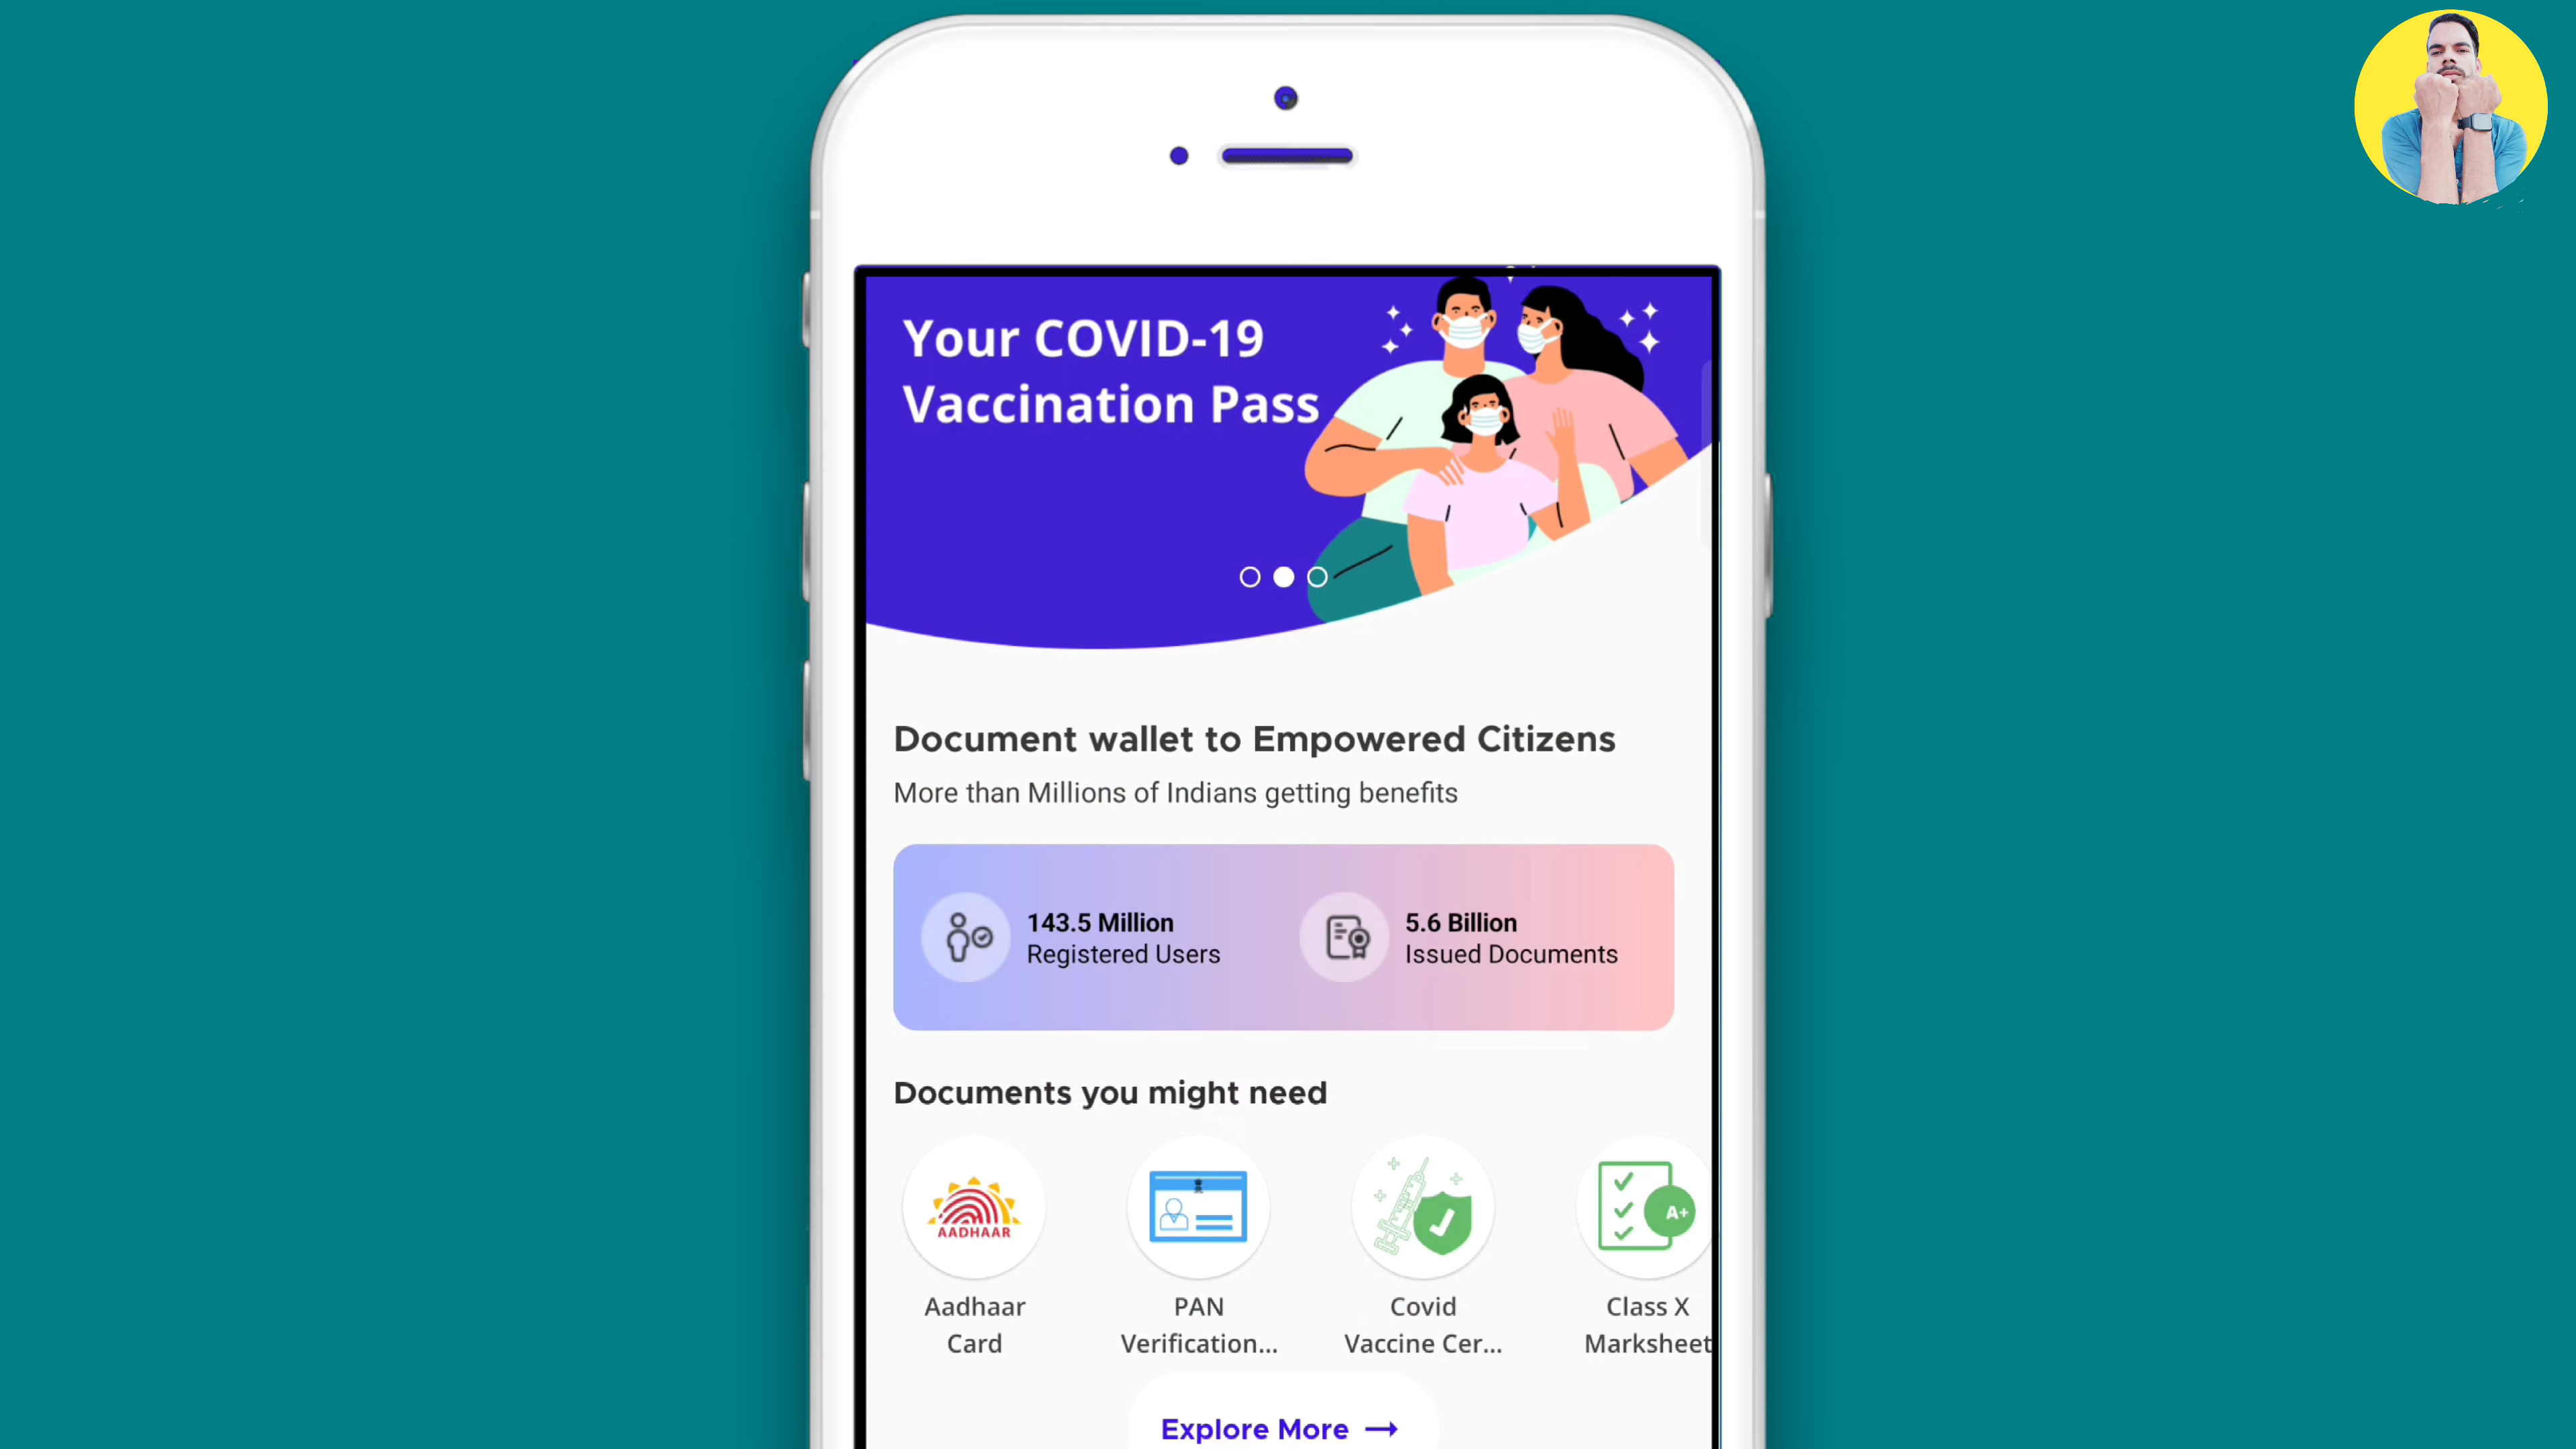 Your COVID-19
Vaccination Pass
Document wallet to Empowered Citizens
More than Millions of Indians getting benefits
143.5 Million
Registered Users
5.6 Billion
Issued Documents
Documents you might need
AADHAAR
A+
Aadhaar
Card
PAN
Verification...
Covid
Vaccine Cer...
Class X
Marksheet
Explore More →